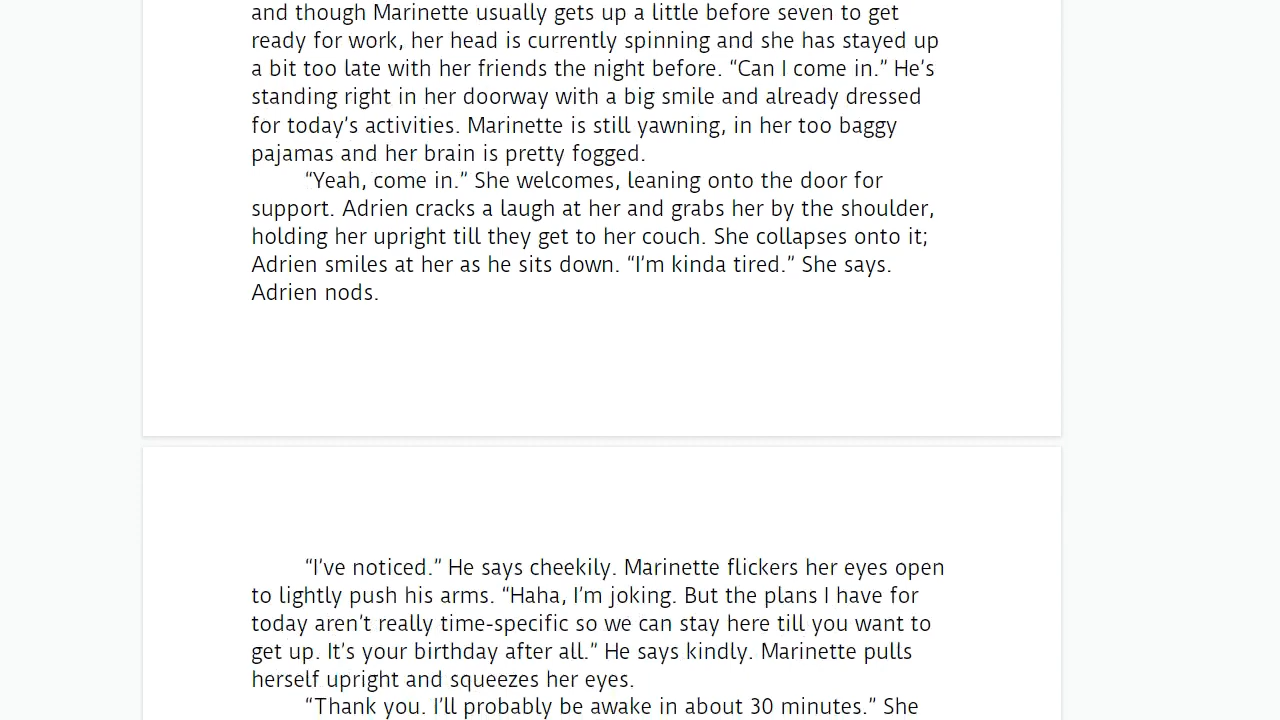 and though Marinette usually gets up a little before seven to get
ready for work, her head is currently spinning and she has stayed up
a bit too late with her friends the night before. “Can I come in.” He’s
standing right in her doorway with a big smile and already dressed
for today’s activities. Marinette is still yawning, in her too baggy
pajamas and her brain is pretty fogged.
“Yeah, come in.” She welcomes, leaning onto the door for
support. Adrien cracks a laugh at her and grabs her by the shoulder,
holding her upright till they get to her couch. She collapses onto it;
Adrien smiles at her as he sits down. “I’m kinda tired.” She says.
Adrien nods.
“I’ve noticed.” He says cheekily. Marinette flickers her eyes open
to lightly push his arms. “Haha, I’m joking. But the plans I have for
today aren’t really time-specific so we can stay here till you want to
get up. It’s your birthday after all.” He says kindly. Marinette pulls
herself upright and squeezes her eyes.
“Thank you. I’ll probably be awake in about 30 minutes.” She